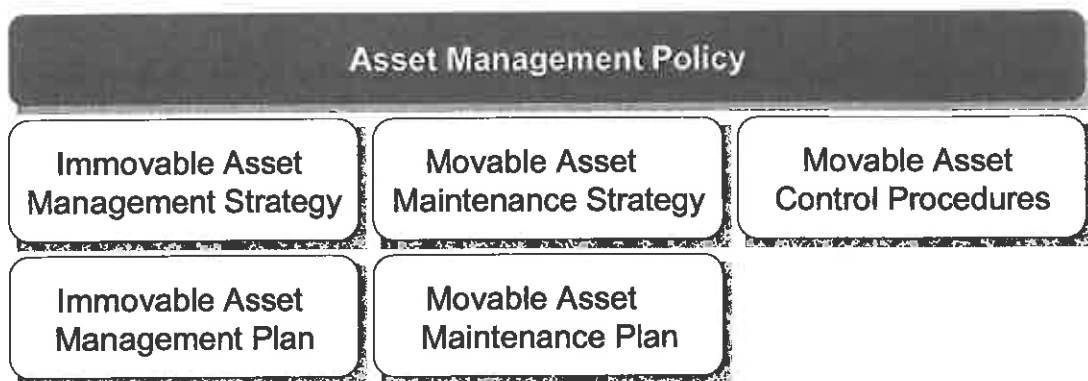 Asset Management Policy
Immovable Asset
Management Strategy
Movable Asset
Maintenance Strategy
Movable Asset
Control Procedures
Immovable Asset
Management Plan
Movable Asset
Maintenance Plan